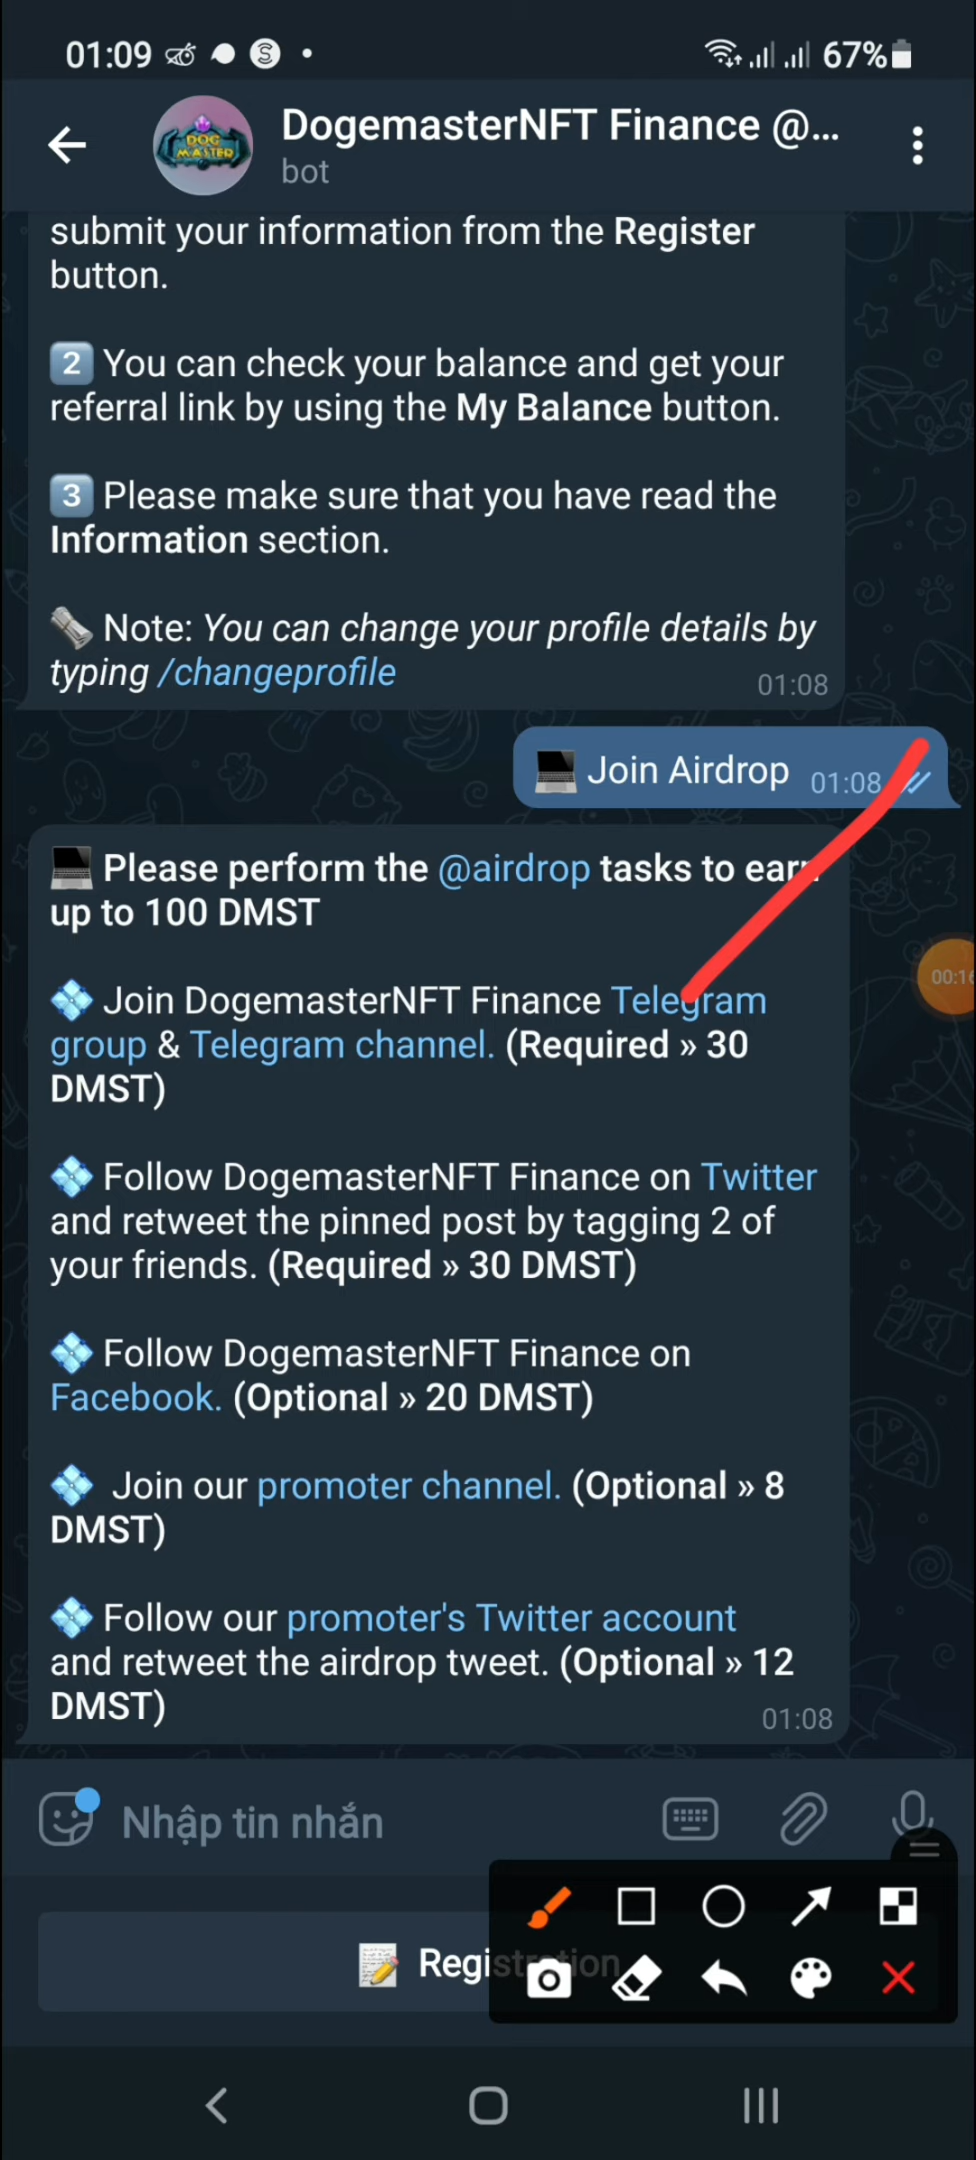 01:09 67%
DogemasterNFT Finance @...
DOG
MASTER
bot
submit your information from the Register
button.
2 You can check your balance and get your
referral link by using the My Balance button.
3 Please make sure that you have read the
Information section.
Note: You can change your profile details by
typing /changeprofile
01:08
Join Airdrop 01:08
Please perform the @airdrop tasks to earn
up to 100 DMST
00:16
Join DogemasterNFT Finance Telegram
group & Telegram channel. (Required » 30
DMST)
Follow DogemasterNFT Finance on Twitter
and retweet the pinned post by tagging 2 of
your friends. (Required » 30 DMST)
Follow DogemasterNFT Finance on
Facebook. (Optional » 20 DMST)
Join our promoter channel. (Optional » 8
DMST)
Follow our promoter's Twitter account
and retweet the airdrop tweet. (Optional » 12
DMST)
01:08
Nhập tin nhắn
Registration